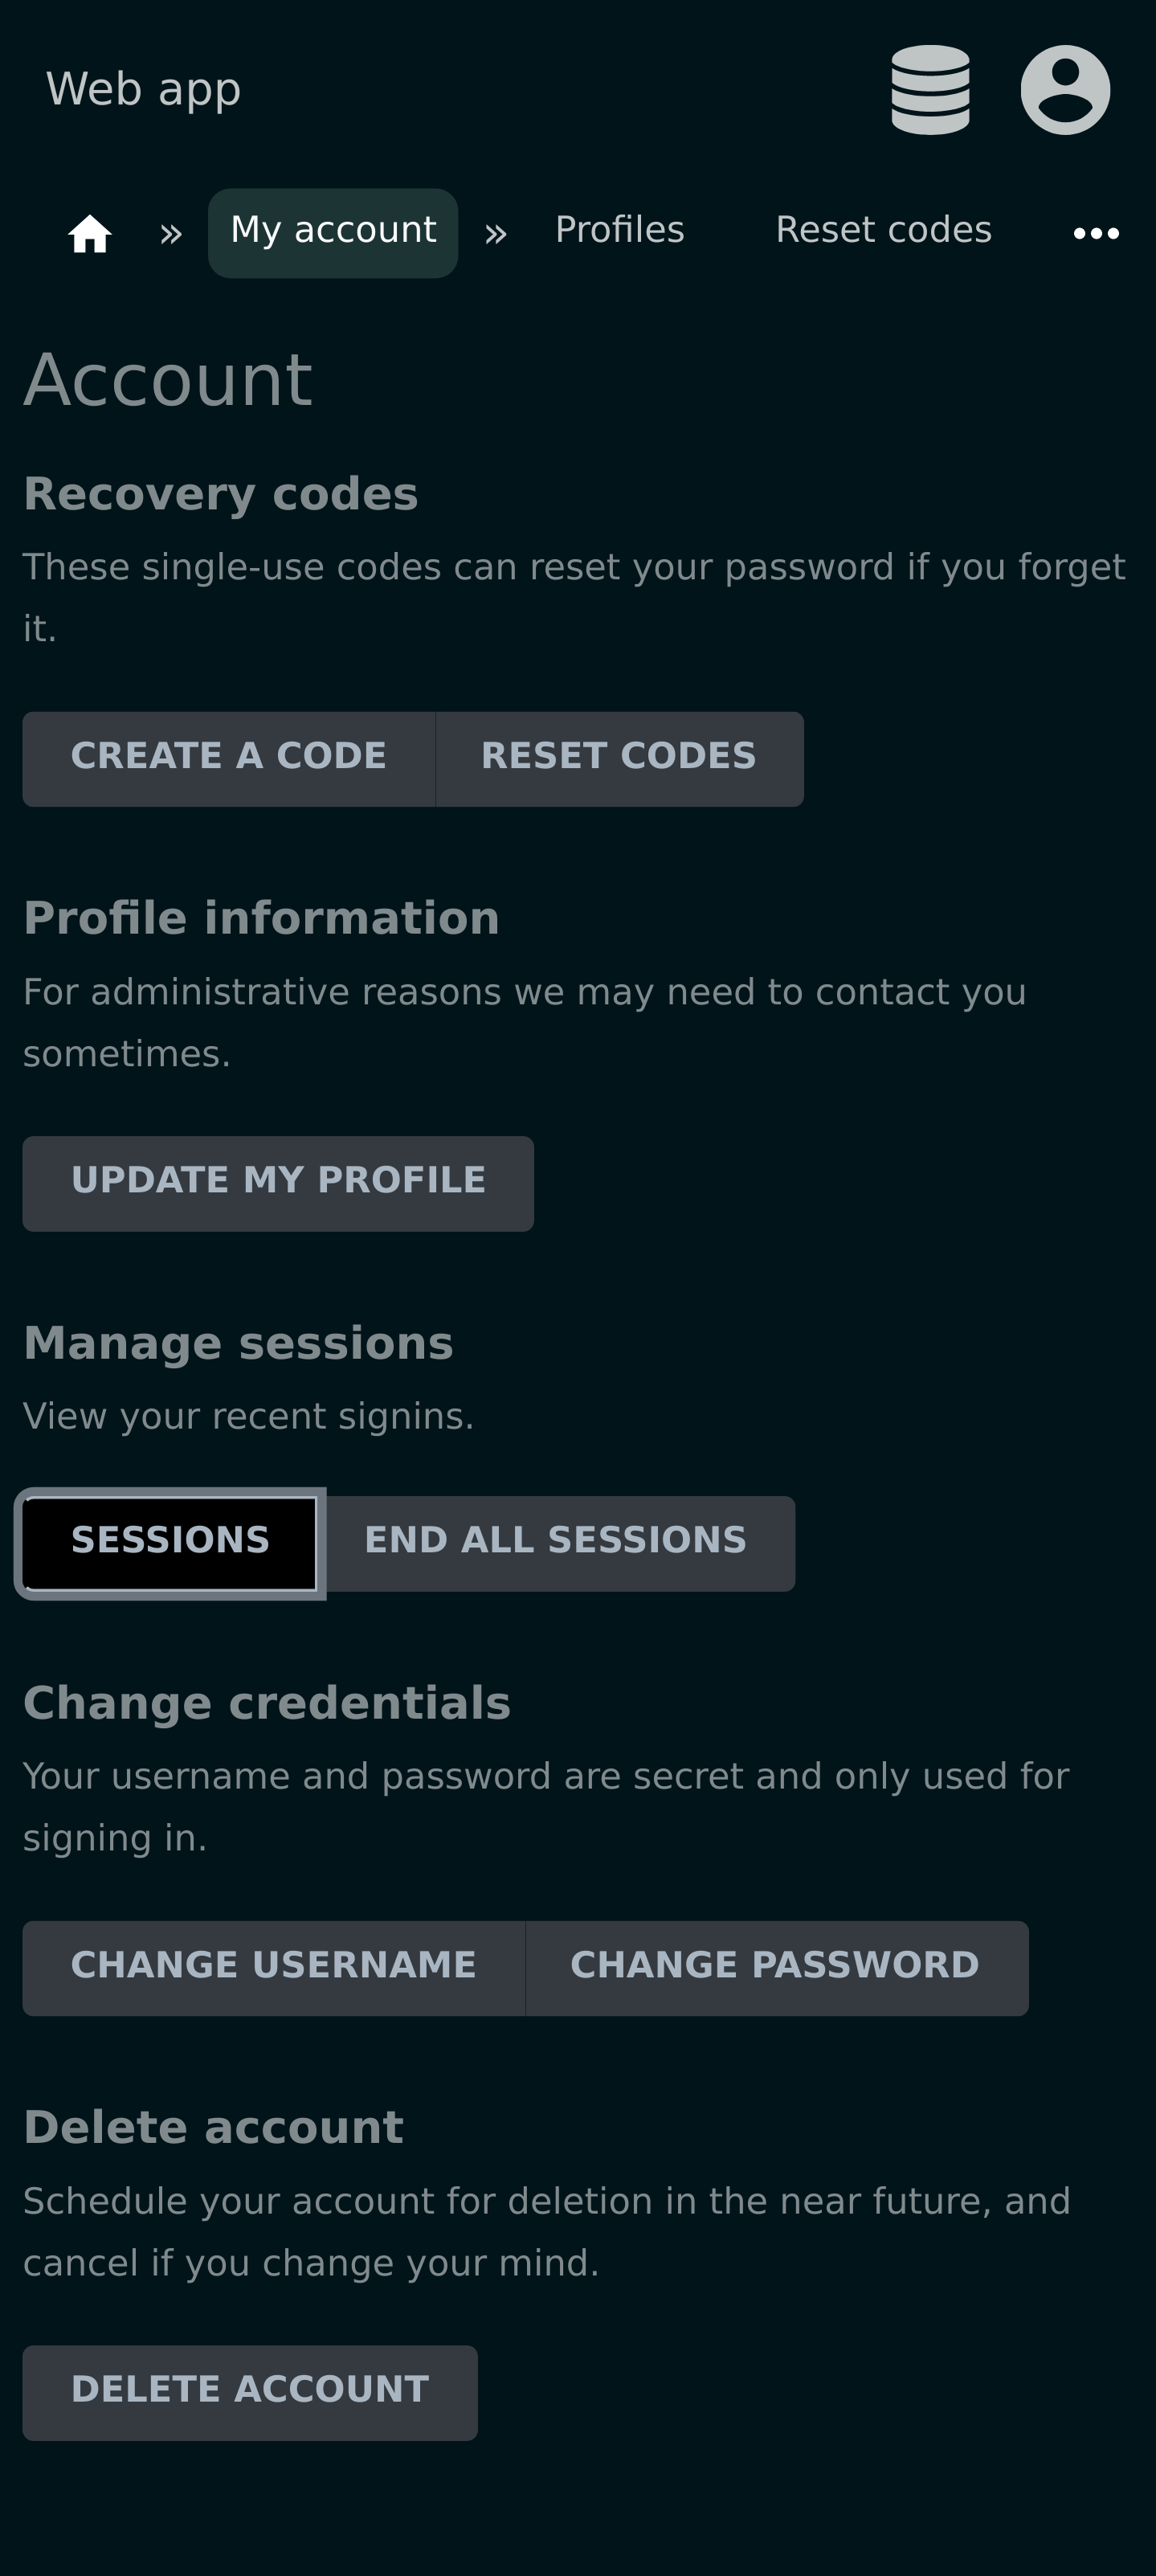 Web app
» My account » Profiles Reset codes
Account
Recovery codes
These single-use codes can reset your password if you forget
it.
CREATE A CODE RESET CODES
Profile information
For administrative reasons we may need to contact you
sometimes.
UPDATE MY PROFILE
Manage sessions
View your recent signins.
SESSIONS END ALL SESSIONS
Change credentials
Your username and password are secret and only used for
signing in.
CHANGE USERNAME CHANGE PASSWORD
Delete account
Schedule your account for deletion in the near future, and
cancel if you change your mind.
DELETE ACCOUNT